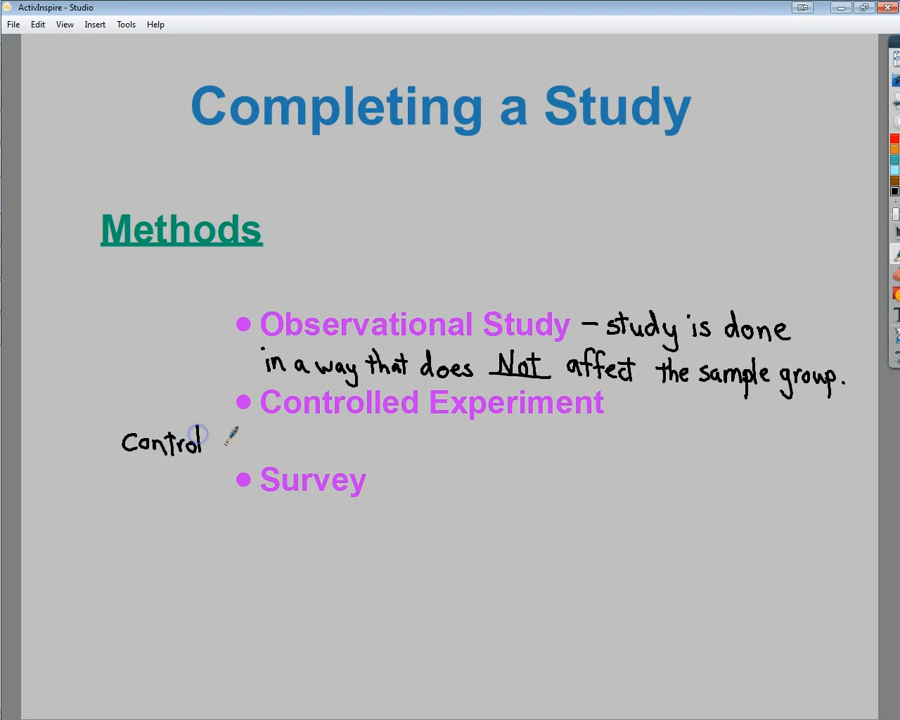 ActivInspire - Studio
File Edit View Insert Tools Help
Completing a Study
Methods
• Observational Study - study is done
in a way that does Not affect the sample group.
• Controlled Experiment
Control
• Survey